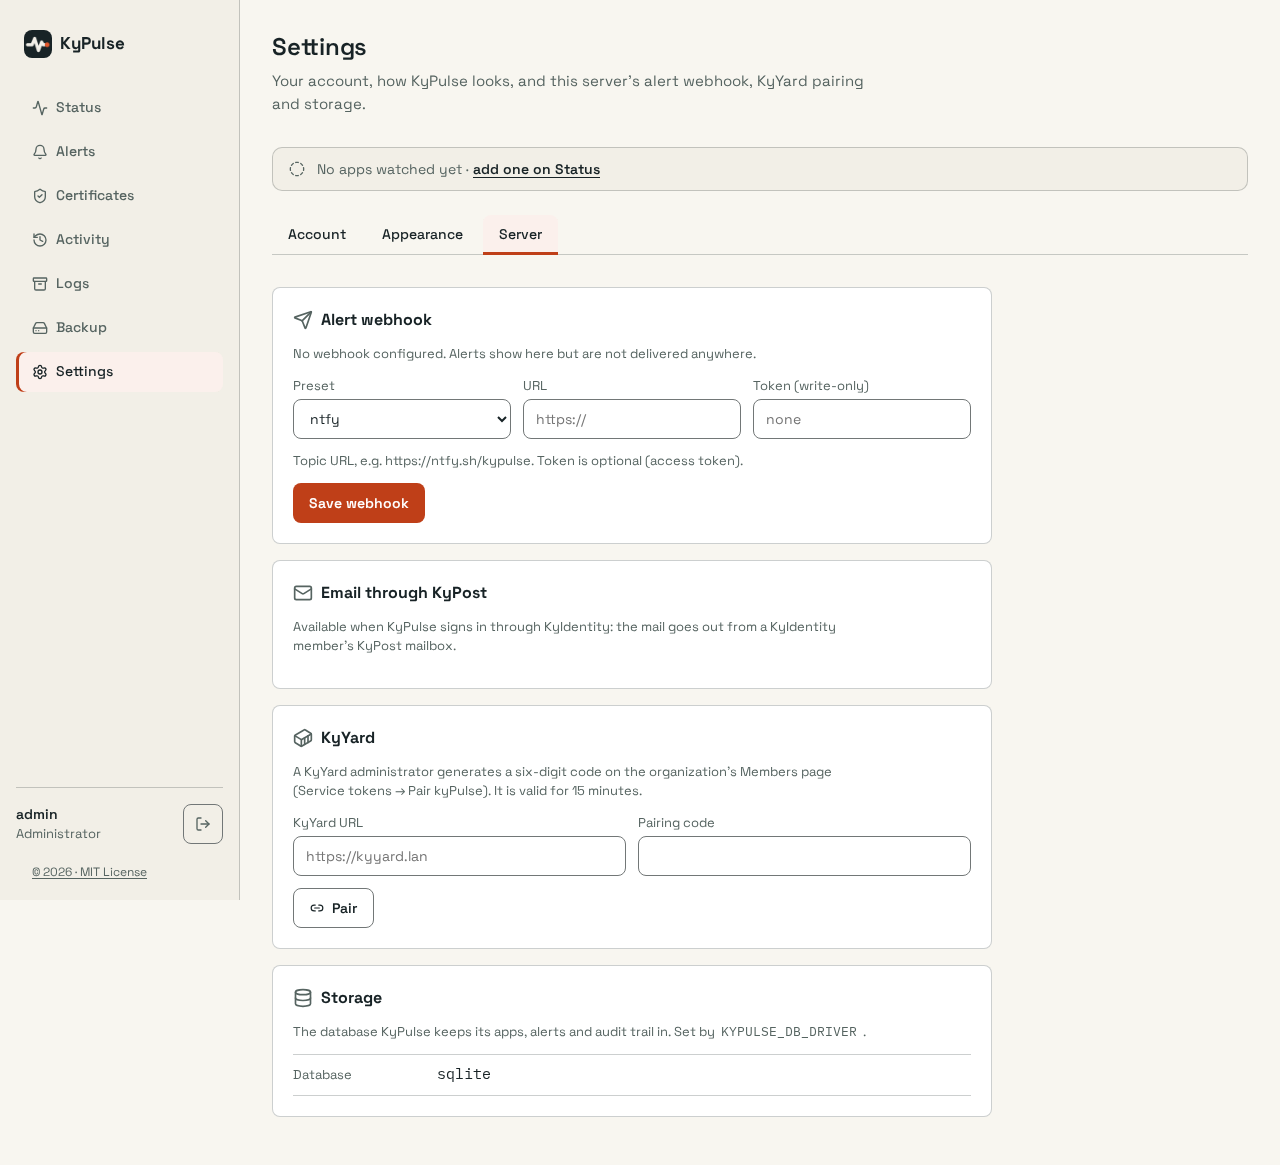 KyPulse
Status
Alerts
Certificates
Activity
Logs
Backup
Settings
admin
Administrator
© 2026 · MIT License
Settings
Your account, how KyPulse looks, and this server's alert webhook, KyYard pairing
and storage.
No apps watched yet · add one on Status
Account Appearance Server
Alert webhook
No webhook configured. Alerts show here but are not delivered anywhere.
Preset URL Token (write-only)
ntfy https:// none
Topic URL, e.g. https://ntfy.sh/kypulse. Token is optional (access token).
Save webhook
Email through KyPost
Available when KyPulse signs in through KyIdentity: the mail goes out from a KyIdentity
member's KyPost mailbox.
KyYard
A KyYard administrator generates a six-digit code on the organization's Members page
(Service tokens → Pair kyPulse). It is valid for 15 minutes.
KyYard URL Pairing code
https://kyyard.lan
Pair
Storage
The database KyPulse keeps its apps, alerts and audit trail in. Set by KYPULSE_DB_DRIVER .
Database sqlite